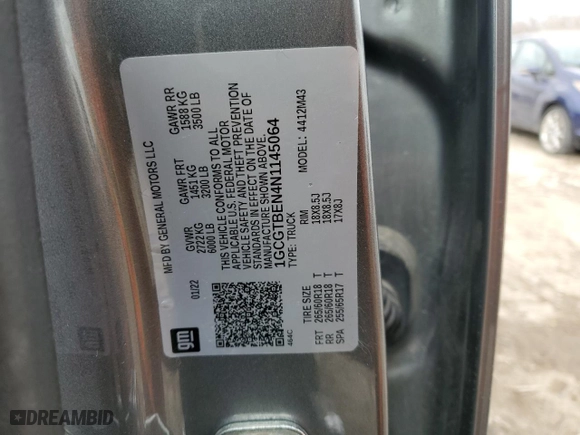 MFD BY GENERAL MOTORS LLC
01/22 GVWR GAWR FRT GAWR RR
2722 KG 1451 KG 1588 KG
6000 LB 3200 LB 3500 LB
THIS VEHICLE CONFORMS TO ALL
APPLICABLE U.S. FEDERAL MOTOR
VEHICLE SAFETY AND THEFT PREVENTION
STANDARDS IN EFFECT ON THE DATE OF
MANUFACTURE SHOWN ABOVE.
1GCGTBEN4N1145064
TYPE: TRUCK MODEL: 4412M43
gm
464C
TIRE SIZE RIM
FRT 265/60R18 T 18X8.5J
RR 265/60R18 T 18X8.5J
SPA 255/65R17 T 17X8J
DREAMBID